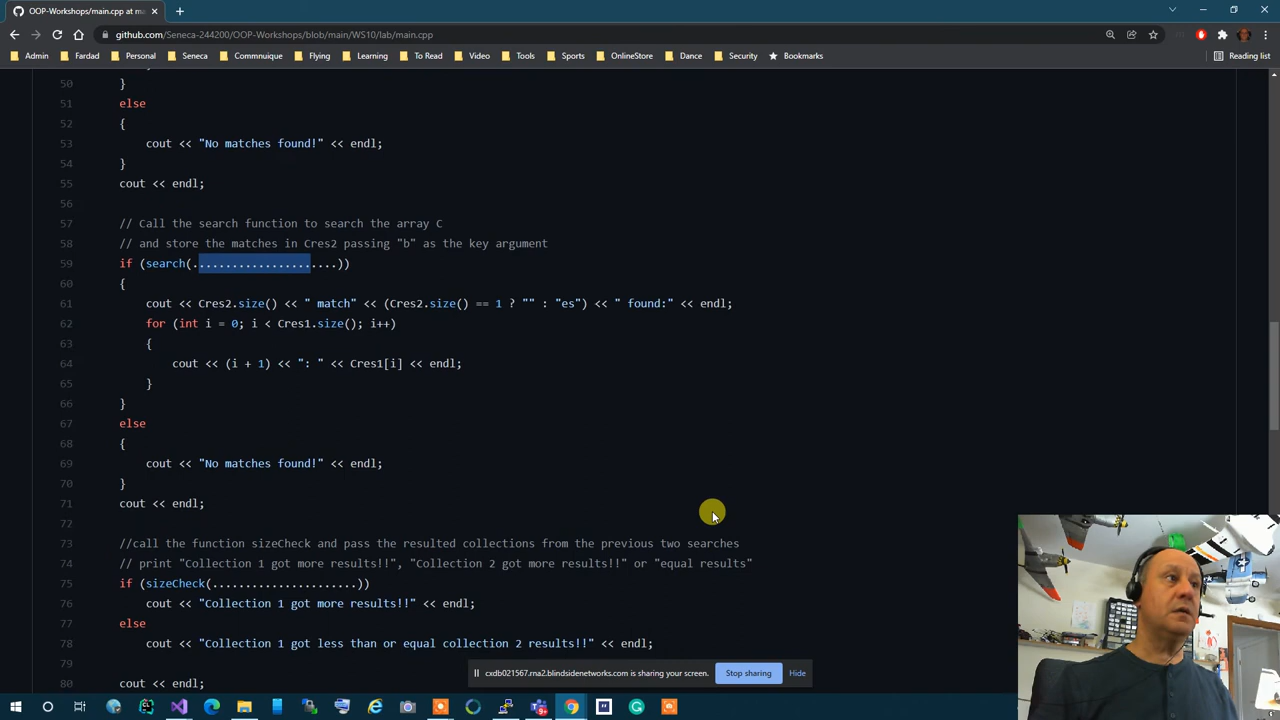 OOP-Workshops/main.cpp at m
github.com/Seneca-244200/OOP-Workshops/blob/main/WS10/lab/main.cpp
Admin Fardad Personal Seneca Commnuique Flying Learning To Read Video Tools Sports OnlineStore Dance Security Bookmarks Reading list
50 }
51 else
52 {
53 cout << "No matches found!" << endl;
54 }
55 cout << endl;
56
57 // Call the search function to search the array C
58 // and store the matches in Cres2 passing "b" as the key argument
59 if (search(......................))
60 {
61 cout << Cres2.size() << " match" << (Cres2.size() == 1 ? "" : "es") << " found:" << endl;
62 for (int i = 0; i < Cres1.size(); i++)
63 {
64 cout << (i + 1) << ": " << Cres1[i] << endl;
65 }
66 }
67 else
68 {
69 cout << "No matches found!" << endl;
70 }
71 cout << endl;
72
73 //call the function sizeCheck and pass the resulted collections from the previous two searches
74 // print "Collection 1 got more results!!", "Collection 2 got more results!!" or "equal results"
75 if (sizeCheck(......................))
76 cout << "Collection 1 got more results!!" << endl;
77 else
78 cout << "Collection 1 got less than or equal collection 2 results!!" << endl;
79
80 cout << endl;
cxdb021567.rna2.blindsidenetworks.com is sharing your screen. Stop sharing Hide